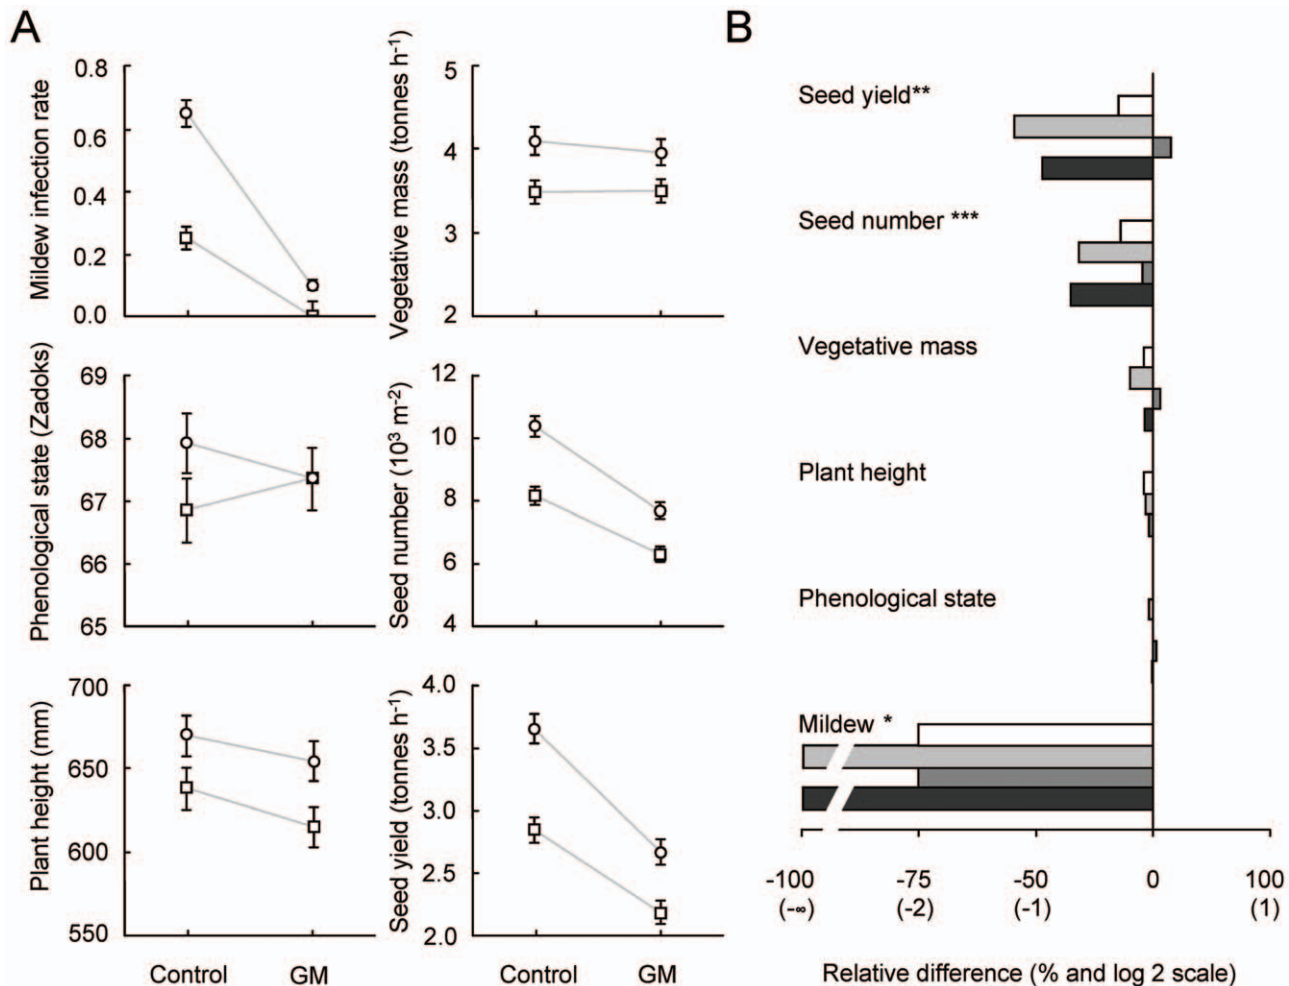 A
B
Mildew infection rate
0.8
0.6
0.4
0.2
0.0
Vegetative mass (tonnes h⁻¹)
5
4
3
2
Phenological state (Zadoks)
69
68
67
66
65
Seed number (10³ m⁻²)
12
10
8
6
4
Plant height (mm)
700
650
600
550
Seed yield (tonnes h⁻¹)
4.0
3.5
3.0
2.5
2.0
Control GM
Control GM
Seed yield**
Seed number ***
Vegetative mass
Plant height
Phenological state
Mildew *
-100 -75 -50 0 100
(-∞) (-2) (-1) (1)
Relative difference (% and log 2 scale)